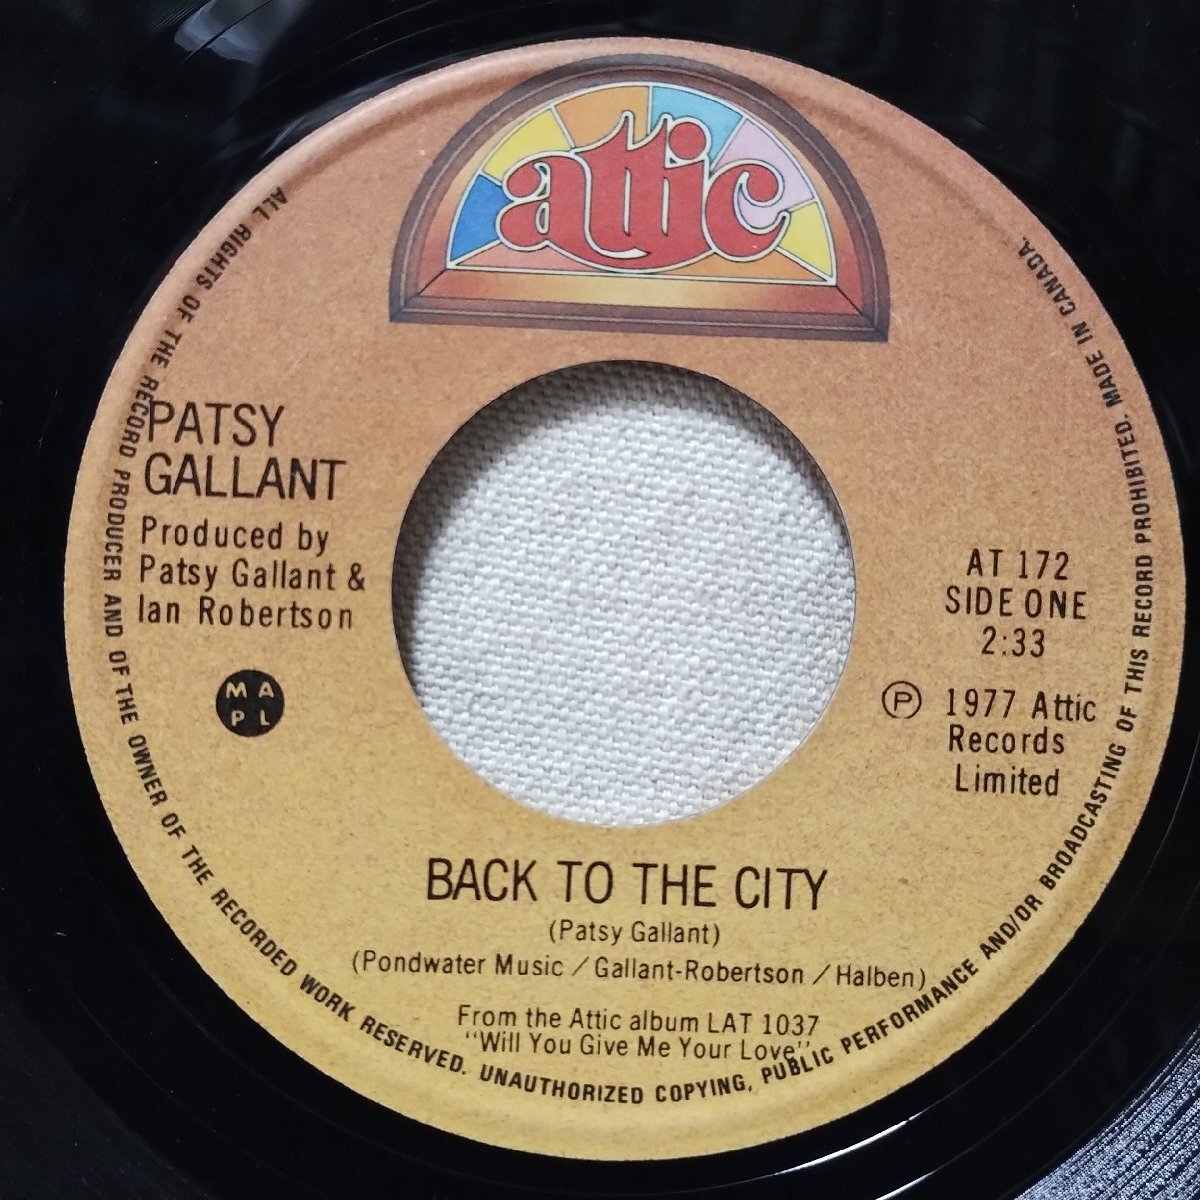 attic
PATSY
GALLANT
Produced by
Patsy Gallant &
Ian Robertson
MA
PL
AT 172
SIDE ONE
2:33
Ⓟ 1977 Attic
Records
Limited
BACK TO THE CITY
(Patsy Gallant)
(Pondwater Music / Gallant-Robertson / Halben)
From the Attic album LAT 1037
"Will You Give Me Your Love"
ALL RIGHTS OF THE RECORD PRODUCER AND OF THE OWNER OF THE RECORDED WORK RESERVED. UNAUTHORIZED COPYING, PUBLIC PERFORMANCE AND/OR BROADCASTING OF THIS RECORD PROHIBITED. MADE IN CANADA.